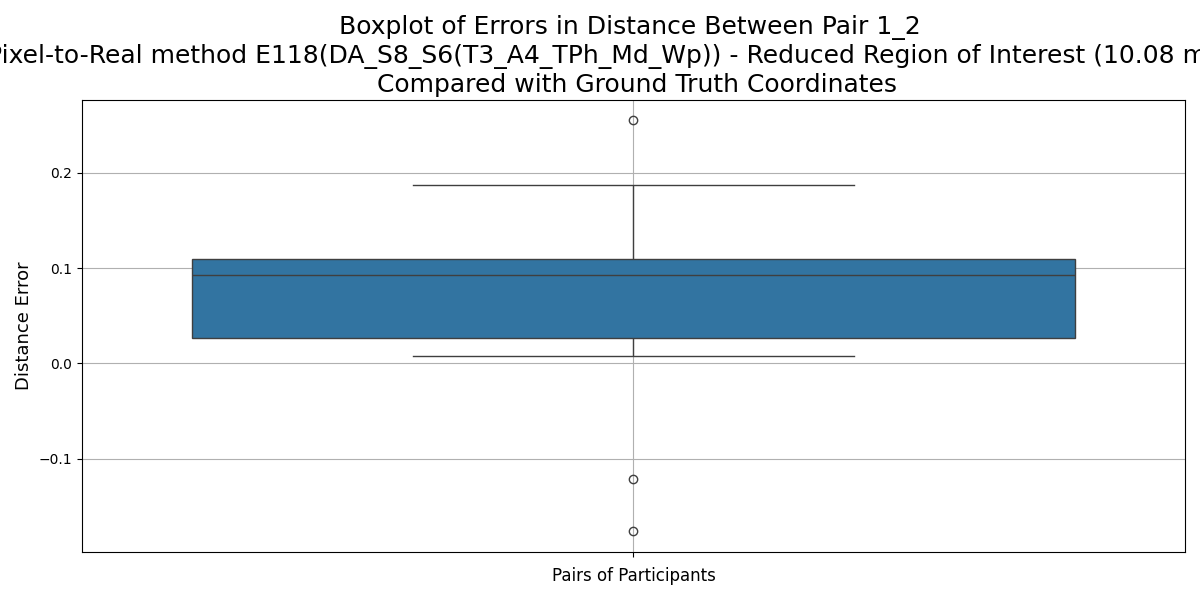 Boxplot of Errors in Distance Between Pair 1_2
Pixel-to-Real method E118(DA_S8_S6(T3_A4_TPh_Md_Wp)) - Reduced Region of Interest (10.08 m
Compared with Ground Truth Coordinates
0.2
0.1
0.0
−0.1
Distance Error
Pairs of Participants